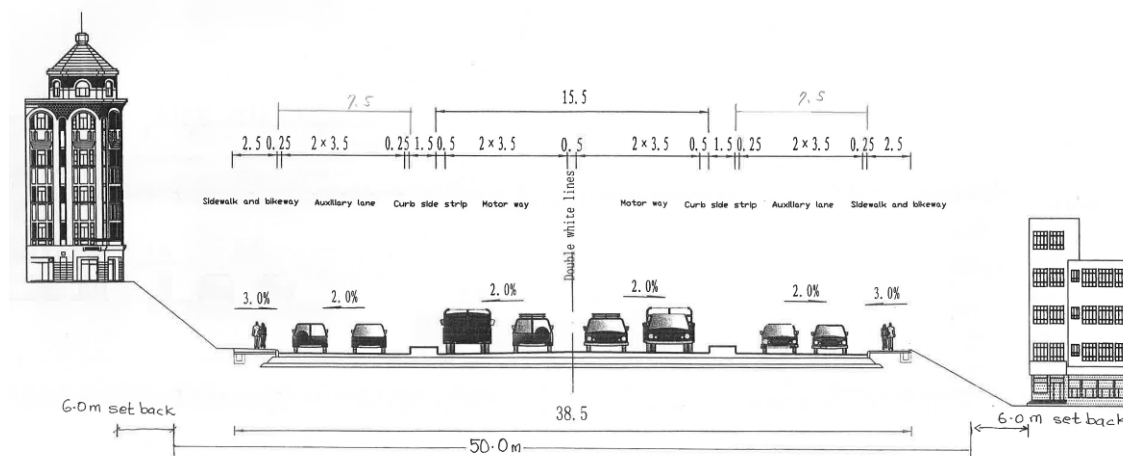 7.5 15.5 7.5
2.5 0.25 2×3.5 0.25 1.5 0.5 2×3.5 0.5 2×3.5 0.5 1.5 0.25 2×3.5 0.25 2.5
Sidewalk and bikeway Auxillary lane Curb side strip Motor way Double white lines Motor way Curb side strip Auxillary lane Sidewalk and bikeway
3.0% 2.0% 2.0% 2.0% 2.0% 3.0%
6.0m set back 38.5 6.0m set back
50.0m